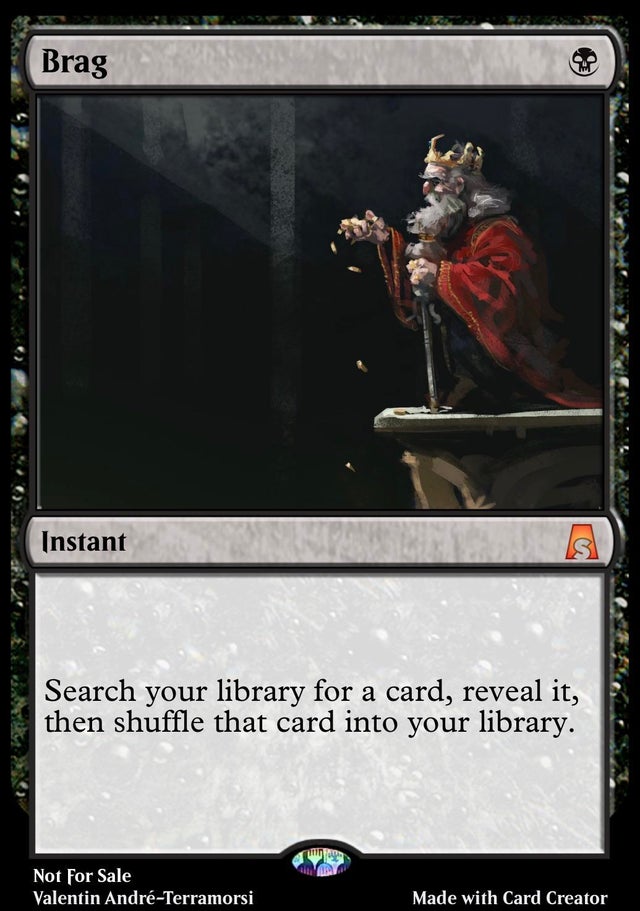 Brag
Instant
S
Search your library for a card, reveal it,
then shuffle that card into your library.
Not For Sale
Valentin André-Terramorsi
Made with Card Creator